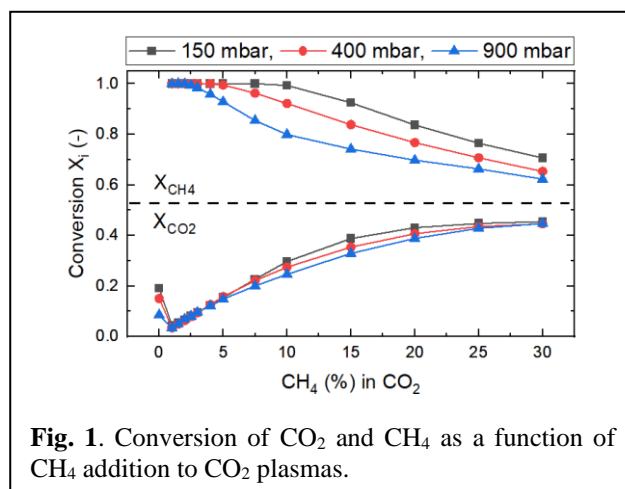 150 mbar, 400 mbar, 900 mbar
1.0
0.8
0.6
0.4
0.2
0.0
Conversion Xᵢ (-)
X_CH4
X_CO2
0 5 10 15 20 25 30
CH₄ (%) in CO₂
Fig. 1. Conversion of CO₂ and CH₄ as a function of
CH₄ addition to CO₂ plasmas.